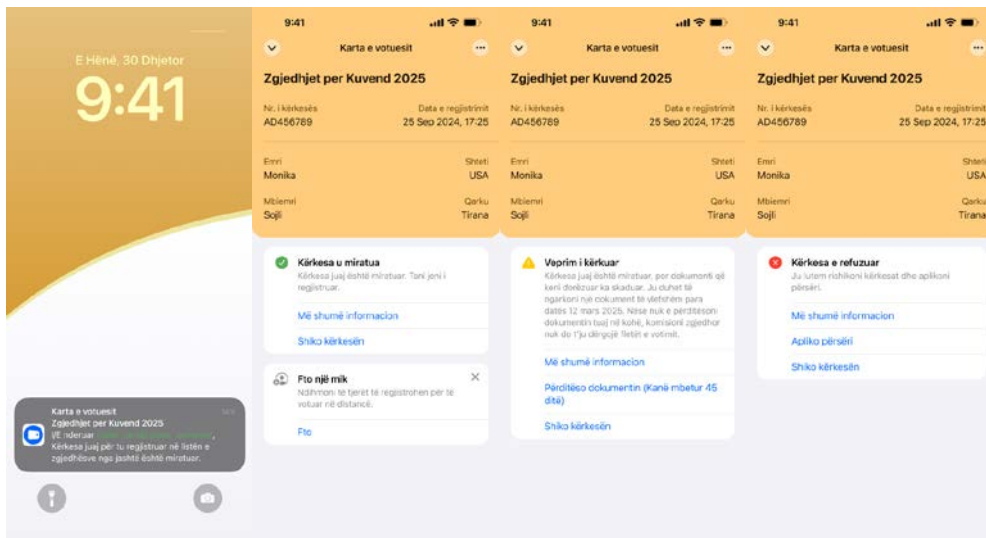 E Hënë, 30 Dhjetor
9:41
Karta e votuesit
Zgjedhjet per Kuvend 2025
I/E nderuar
Kërkesa juaj për tu regjistruar në listën e
zgjedhësve nga jashtë është miratuar.
9:41
Karta e votuesit
Zgjedhjet per Kuvend 2025
Nr. i kërkesës
Data e regjistrimit
AD456789
25 Sep 2024, 17:25
Emri
Shteti
Monika
USA
Mbiemri
Qarku
Sojli
Tirana
Kërkesa u miratua
Kërkesa juaj është miratuar. Tani jeni i
regjistruar.
Më shumë informacion
Shiko kërkesën
Fto një mik
Ndihmoni të tjerët të regjistrohen për të
votuar në distancë.
Fto
9:41
Karta e votuesit
Zgjedhjet per Kuvend 2025
Nr. i kërkesës
Data e regjistrimit
AD456789
25 Sep 2024, 17:25
Emri
Shteti
Monika
USA
Mbiemri
Qarku
Sojli
Tirana
Veprim i kërkuar
Kërkesa juaj është miratuar, por dokumenti që
keni dorëzuar ka skaduar. Ju duhet të
ngarkoni një dokument të vlefshëm para
datës 12 mars 2025. Nëse nuk e përditësoni
dokumentin tuaj në kohë, komisioni zgjedhor
nuk do t'ju dërgojë fletët e votimit.
Më shumë informacion
Përditëso dokumentin (Kanë mbetur 45
ditë)
Shiko kërkesën
9:41
Karta e votuesit
Zgjedhjet per Kuvend 2025
Nr. i kërkesës
Data e regjistrimit
AD456789
25 Sep 2024, 17:25
Emri
Shteti
Monika
USA
Mbiemri
Qarku
Sojli
Tirana
Kërkesa e refuzuar
Ju lutem rishikoni kërkesat dhe aplikoni
përsëri.
Më shumë informacion
Apliko përsëri
Shiko kërkesën